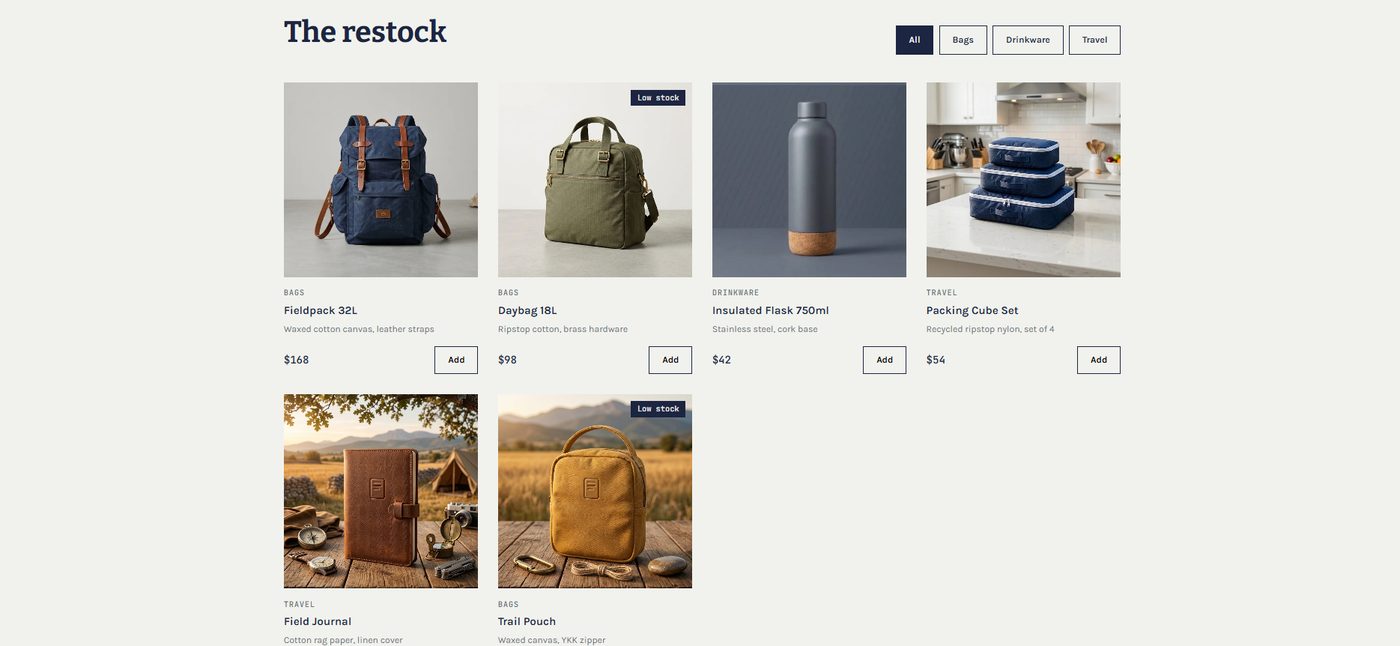 The restock
All
Bags
Drinkware
Travel
Low stock
BAGS
Fieldpack 32L
Waxed cotton canvas, leather straps
$168
Add
BAGS
Daybag 18L
Ripstop cotton, brass hardware
$98
Add
DRINKWARE
Insulated Flask 750ml
Stainless steel, cork base
$42
Add
TRAVEL
Packing Cube Set
Recycled ripstop nylon, set of 4
$54
Add
F
TRAVEL
Field Journal
Cotton rag paper, linen cover
Low stock
F
BAGS
Trail Pouch
Waxed canvas, YKK zipper